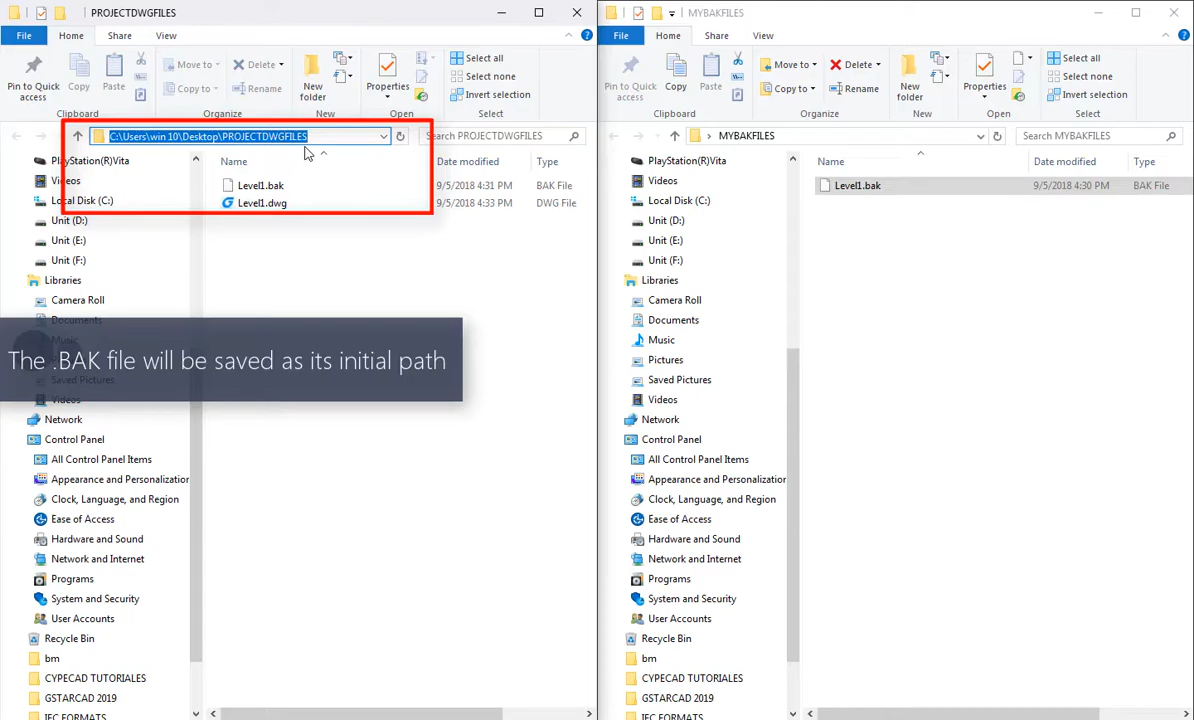 PROJECTDWGFILES
File Home Share View
Pin to Quick access
Copy
Paste
Move to
Copy to
Delete
Rename
New folder
Properties
Select all
Select none
Invert selection
Clipboard Organize New Open
C:\Users\win 10\Desktop\PROJECTDWGFILES
Search PROJECTDWGFILES
Name Date modified Type
Level1.bak 9/5/2018 4:31 PM BAK File
Level1.dwg 9/5/2018 4:33 PM DWG File
PlayStation(R)Vita
Videos
Local Disk (C:)
Unit (D:)
Unit (E:)
Unit (F:)
Libraries
Camera Roll
Documents
Music
The .BAK file will be saved as its initial path
Saved Pictures
Videos
Network
Control Panel
All Control Panel Items
Appearance and Personalization
Clock, Language, and Region
Ease of Access
Hardware and Sound
Network and Internet
Programs
System and Security
User Accounts
Recycle Bin
bm
CYPECAD TUTORIALES
GSTARCAD 2019
IFC FORMATS
MYBAKFILES
File Home Share View
Pin to Quick access
Copy
Paste
Move to
Copy to
Delete
Rename
New folder
Properties
Select all
Select none
Invert selection
Clipboard Organize New Open
MYBAKFILES
Search MYBAKFILES
Name Date modified Type
Level1.bak 9/5/2018 4:30 PM BAK File
PlayStation(R)Vita
Videos
Local Disk (C:)
Unit (D:)
Unit (E:)
Unit (F:)
Libraries
Camera Roll
Documents
Music
Pictures
Saved Pictures
Videos
Network
Control Panel
All Control Panel Items
Appearance and Personalization
Clock, Language, and Region
Ease of Access
Hardware and Sound
Network and Internet
Programs
System and Security
User Accounts
Recycle Bin
bm
CYPECAD TUTORIALES
GSTARCAD 2019
IFC FORMATS